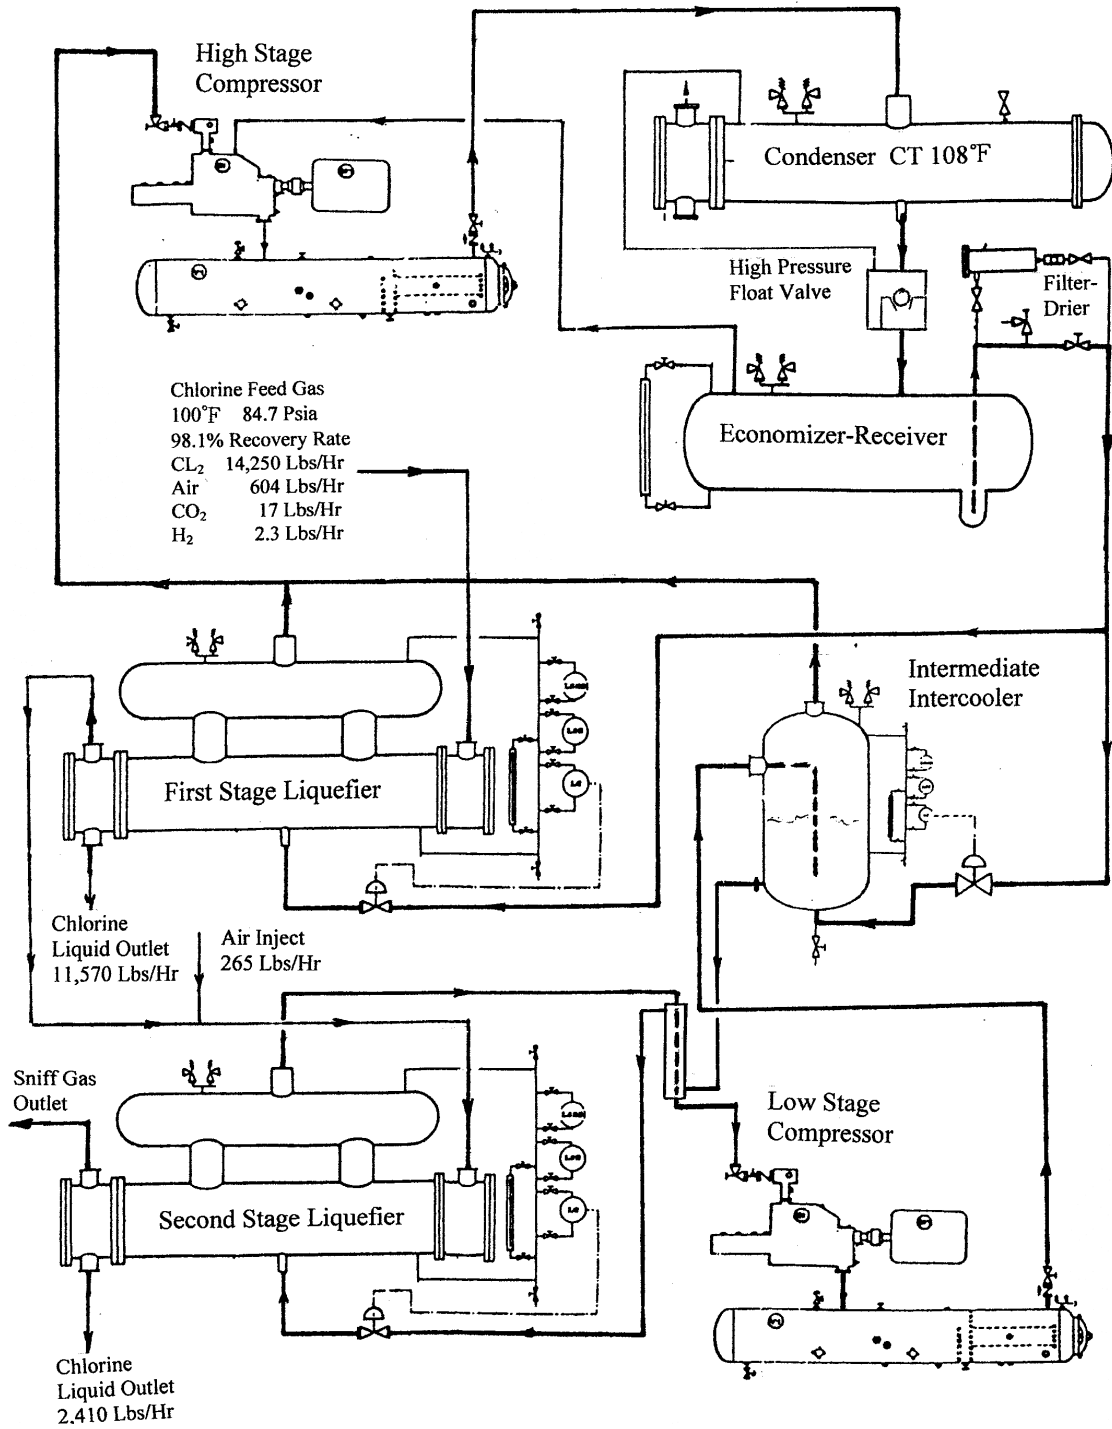 High Stage
Compressor
Condenser CT 108°F
High Pressure
Float Valve
Filter-
Drier
Chlorine Feed Gas
100°F 84.7 Psia
98.1% Recovery Rate
CL₂ 14,250 Lbs/Hr
Air 604 Lbs/Hr
CO₂ 17 Lbs/Hr
H₂ 2.3 Lbs/Hr
Economizer-Receiver
Intermediate
Intercooler
First Stage Liquefier
LC
Chlorine
Liquid Outlet
11,570 Lbs/Hr
Air Inject
265 Lbs/Hr
Sniff Gas
Outlet
Low Stage
Compressor
Second Stage Liquefier
LC
Chlorine
Liquid Outlet
2,410 Lbs/Hr